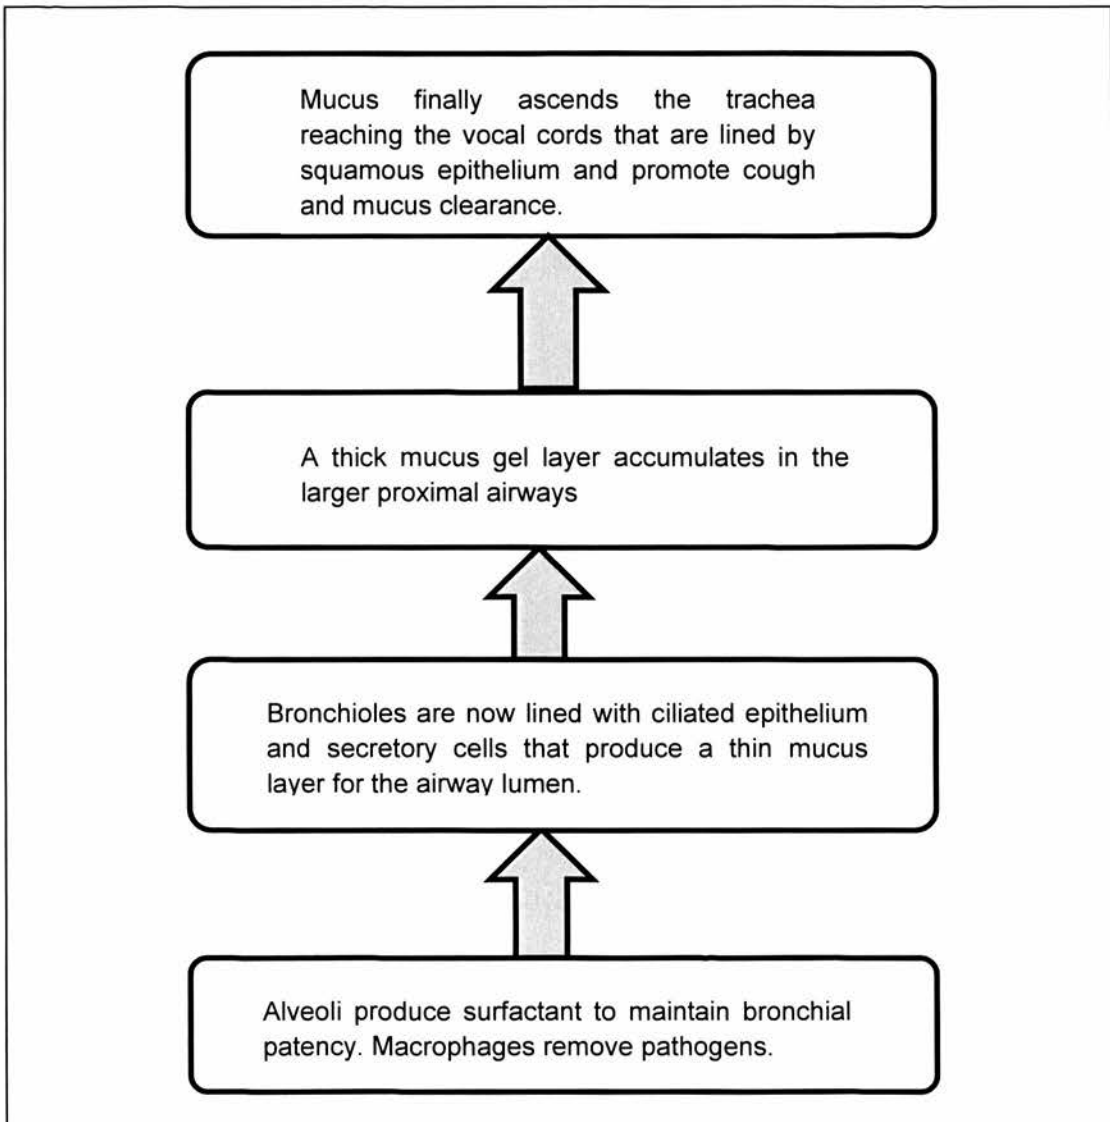 Mucus finally ascends the trachea
reaching the vocal cords that are lined by
squamous epithelium and promote cough
and mucus clearance.
A thick mucus gel layer accumulates in the
larger proximal airways
Bronchioles are now lined with ciliated epithelium
and secretory cells that produce a thin mucus
layer for the airway lumen.
Alveoli produce surfactant to maintain bronchial
patency. Macrophages remove pathogens.